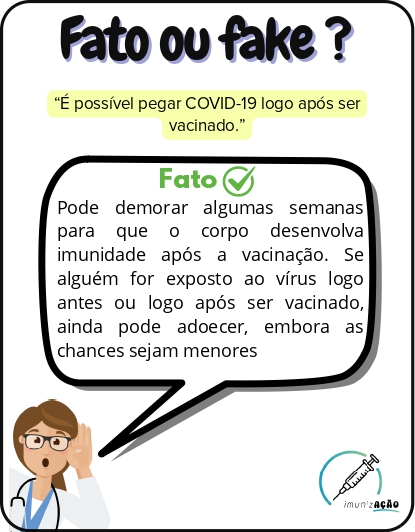 Fato ou fake ?
“É possível pegar COVID-19 logo após ser
vacinado.”
Fato
Pode demorar algumas semanas
para que o corpo desenvolva
imunidade após a vacinação. Se
alguém for exposto ao vírus logo
antes ou logo após ser vacinado,
ainda pode adoecer, embora as
chances sejam menores
imunizAÇÃO